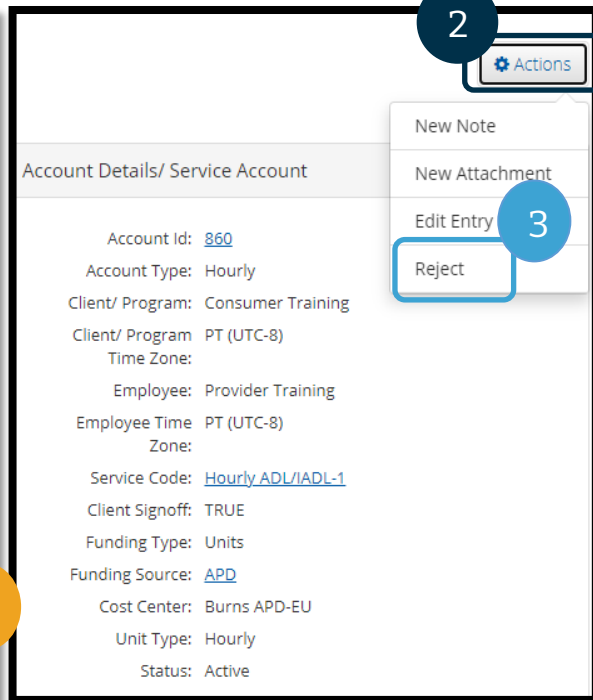 2
Actions
New Note
New Attachment
Edit Entry
3
Reject
Account Details/ Service Account
Account Id: 860
Account Type: Hourly
Client/ Program: Consumer Training
Client/ Program PT (UTC-8)
Time Zone:
Employee: Provider Training
Employee Time PT (UTC-8)
Zone:
Service Code: Hourly ADL/IADL-1
Client Signoff: TRUE
Funding Type: Units
Funding Source: APD
Cost Center: Burns APD-EU
Unit Type: Hourly
Status: Active